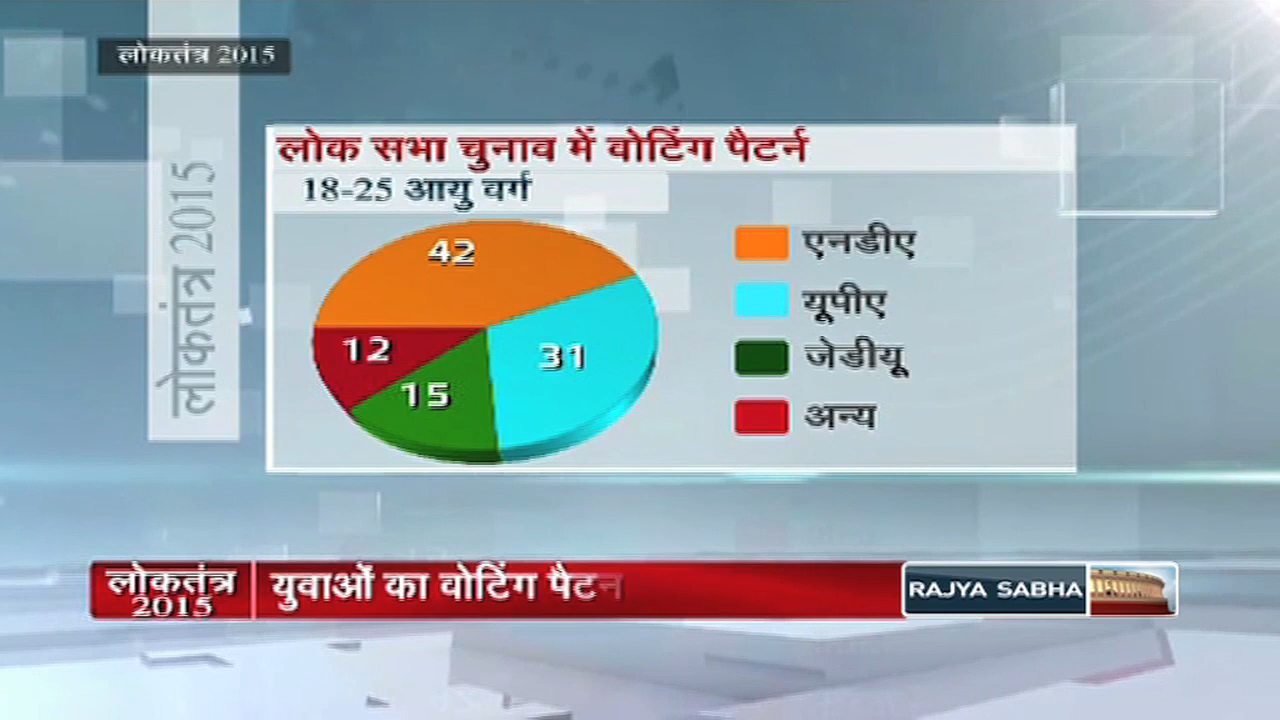 लोकतंत्र 2015
लोकतंत्र 2015
लोक सभा चुनाव में वोटिंग पैटर्न
18-25 आयु वर्ग
42
31
15
12
एनडीए
यूपीए
जेडीयू
अन्य
लोकतंत्र
2015
युवाओं का वोटिंग पैटन
RAJYA SABHA